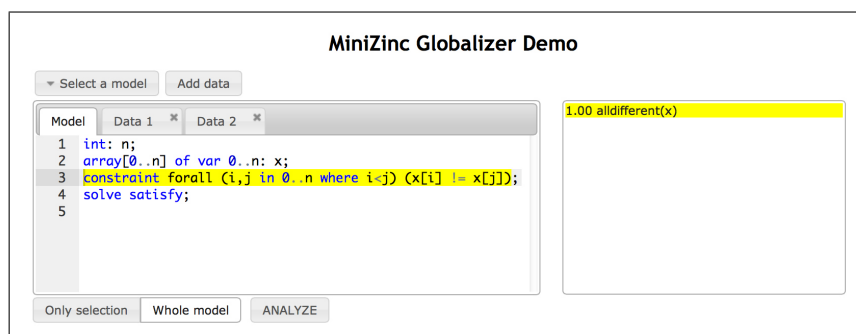 MiniZinc Globalizer Demo
Select a model Add data
Model Data 1 Data 2
1.00 alldifferent(x)
1 int: n;
2 array[0..n] of var 0..n: x;
3 constraint forall (i,j in 0..n where i<j) (x[i] != x[j]);
4 solve satisfy;
5
Only selection Whole model ANALYZE